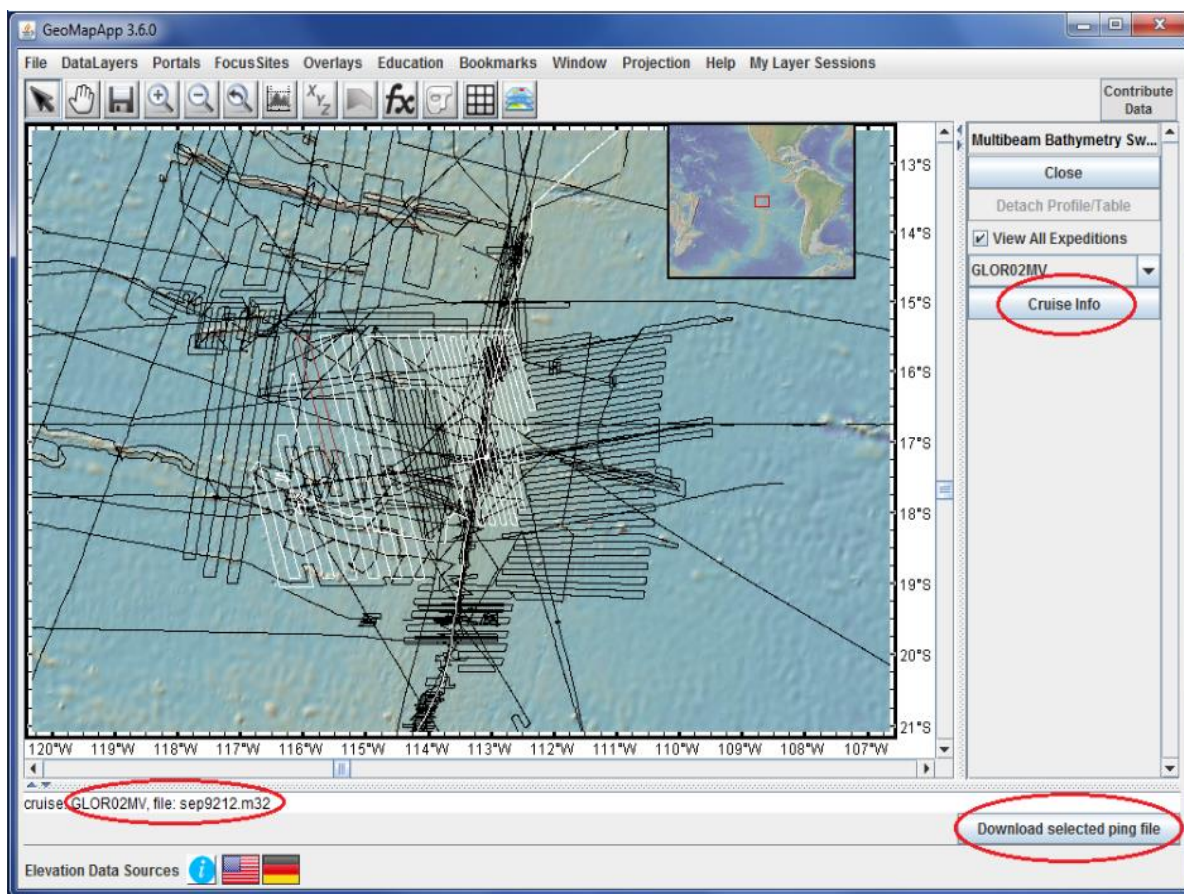 GeoMapApp 3.6.0
File DataLayers Portals FocusSites Overlays Education Bookmarks Window Projection Help My Layer Sessions
X Y Z
fx
Contribute
Data
13°S
14°S
15°S
16°S
17°S
18°S
19°S
20°S
21°S
120°W 119°W 118°W 117°W 116°W 115°W 114°W 113°W 112°W 111°W 110°W 109°W 108°W 107°W
Multibeam Bathymetry Sw...
Close
Detach Profile/Table
View All Expeditions
GLOR02MV
Cruise Info
cruise: GLOR02MV, file: sep9212.m32
Download selected ping file
Elevation Data Sources i